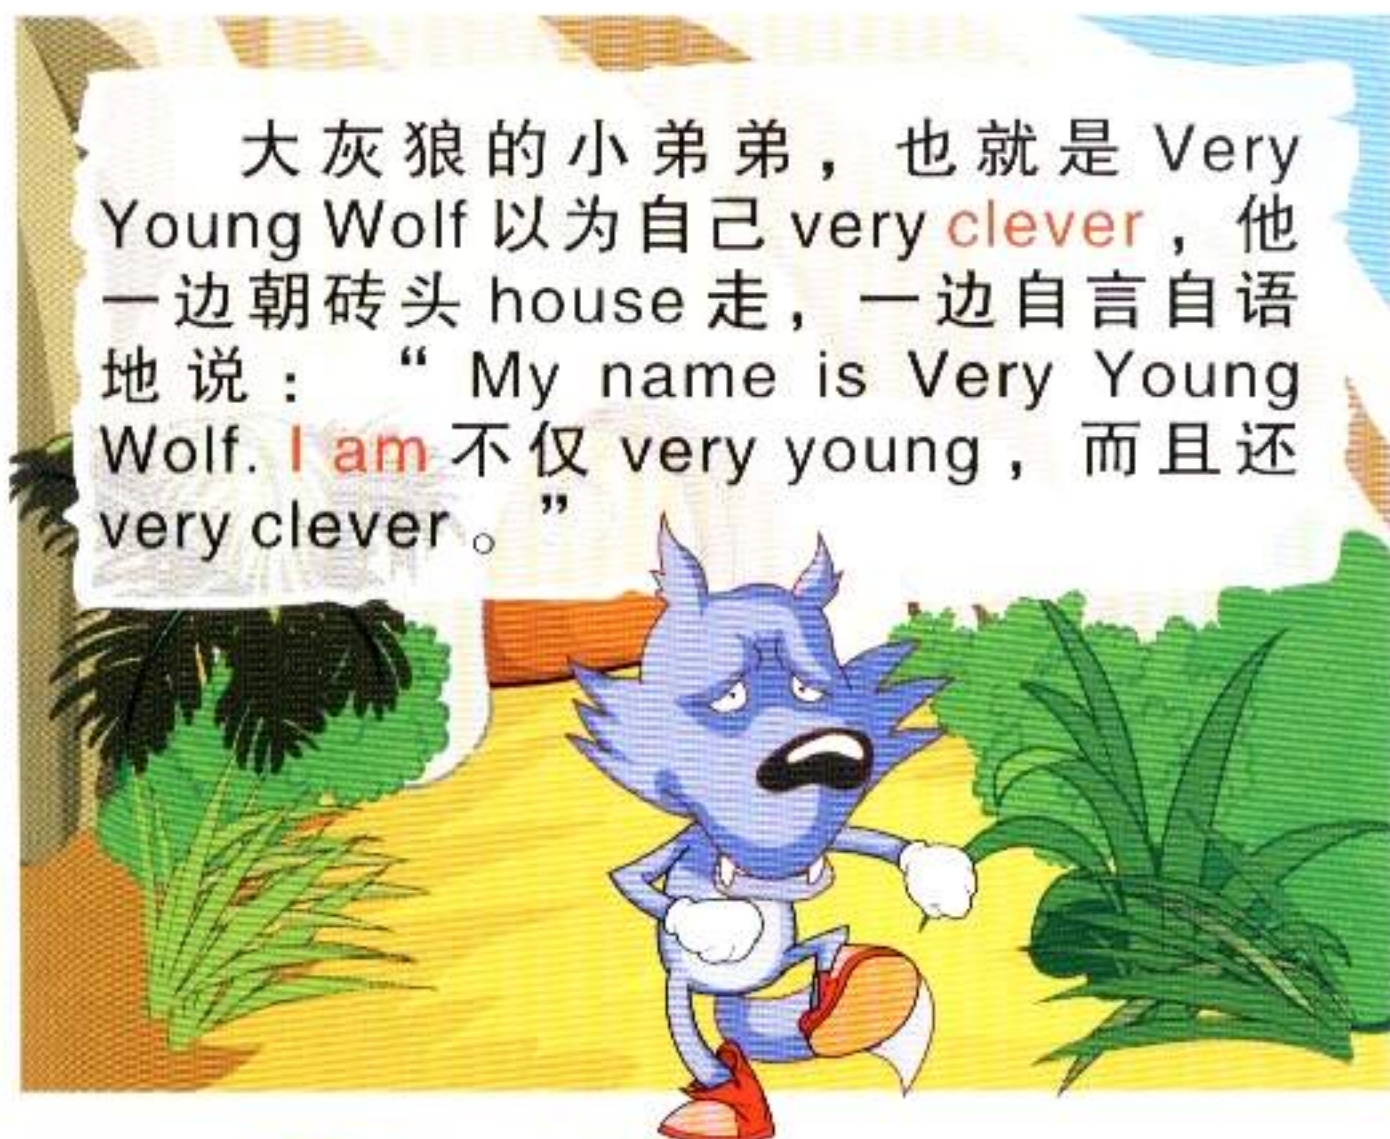 大灰狼的小弟弟，也就是 Very
Young Wolf 以为自己 very clever，他
一边朝砖头 house 走，一边自言自语
地说：“ My name is Very Young
Wolf. I am 不仅 very young，而且还
very clever。”